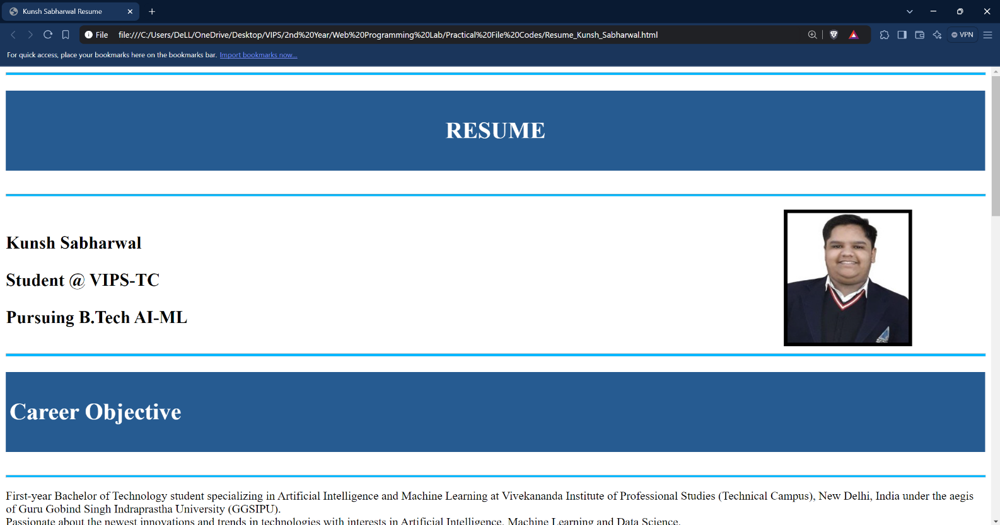 Kunsh Sabharwal Resume
File file:///C:/Users/DeLL/OneDrive/Desktop/VIPS/2nd%20Year/Web%20Programming%20Lab/Practical%20File%20Codes/Resume_Kunsh_Sabharwal.html VPN
For quick access, place your bookmarks here on the bookmarks bar. Import bookmarks now...
RESUME
Kunsh Sabharwal
Student @ VIPS-TC
Pursuing B.Tech AI-ML
Career Objective
First-year Bachelor of Technology student specializing in Artificial Intelligence and Machine Learning at Vivekananda Institute of Professional Studies (Technical Campus), New Delhi, India under the aegis
of Guru Gobind Singh Indraprastha University (GGSIPU).
Passionate about the newest innovations and trends in technologies with interests in Artificial Intelligence, Machine Learning and Data Science.